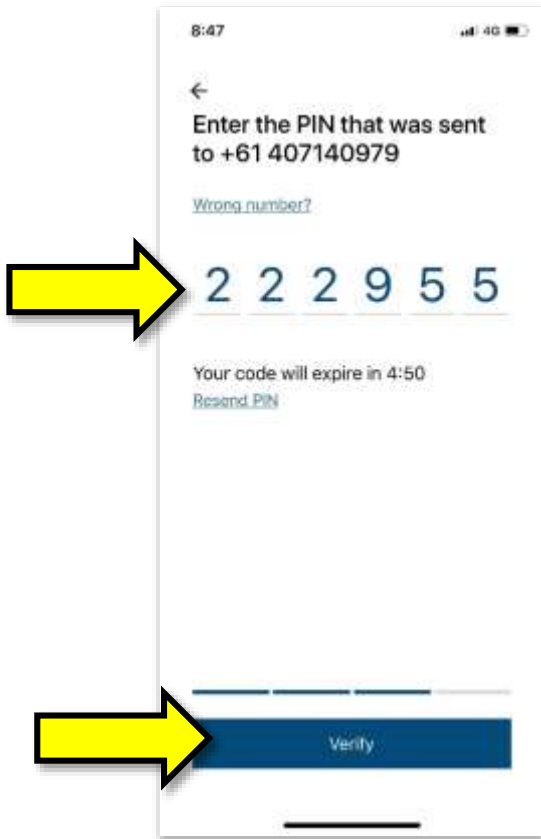 8:47 4G
Enter the PIN that was sent
to +61 407140979
Wrong number?
2 2 2 9 5 5
Your code will expire in 4:50
Resend PIN
Verify